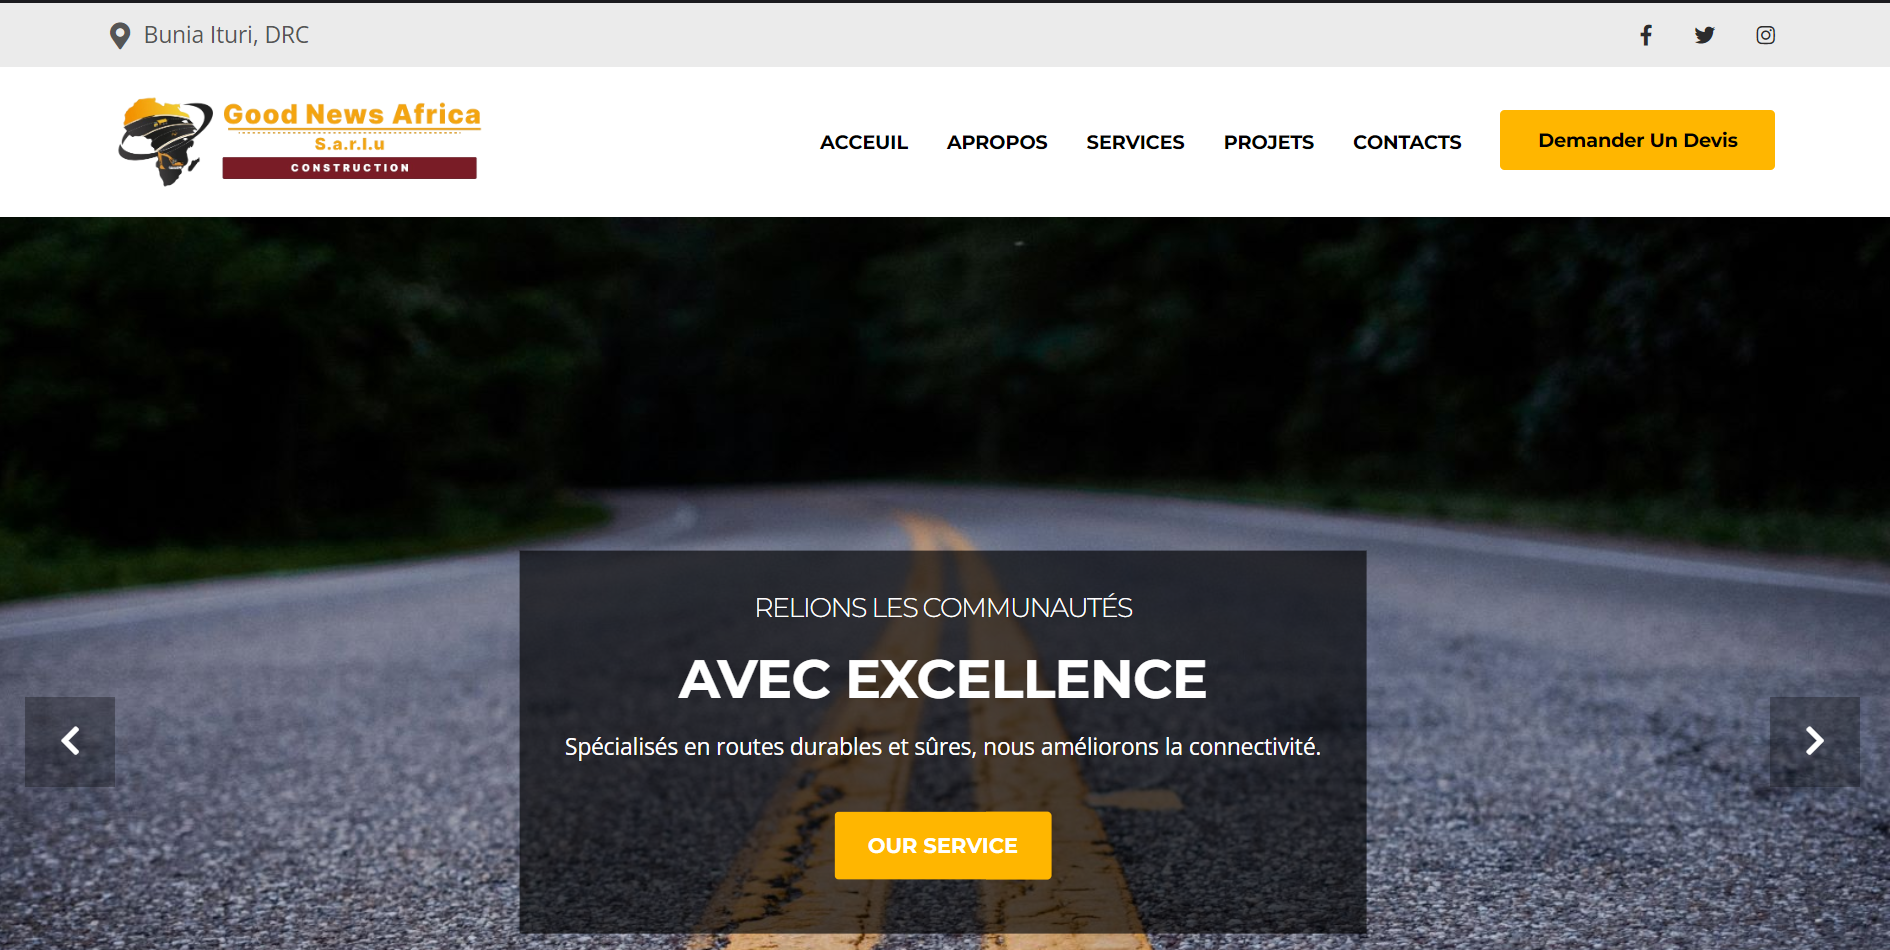 Bunia Ituri, DRC
Good News Africa
S.a.r.l.u
CONSTRUCTION
ACCEUIL APROPOS SERVICES PROJETS CONTACTS Demander Un Devis
RELIONS LES COMMUNAUTÉS
AVEC EXCELLENCE
Spécialisés en routes durables et sûres, nous améliorons la connectivité.
OUR SERVICE